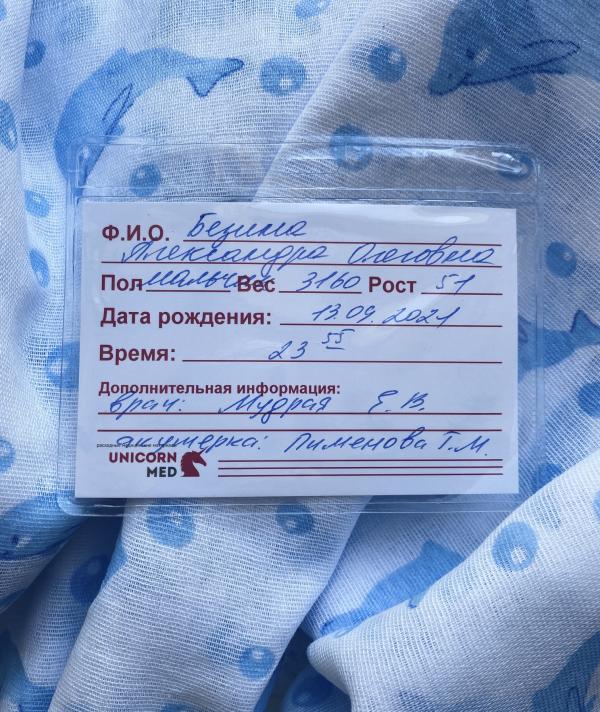 Ф.И.О. Безина
Александра Олеговна
Пол мальчик Вес 3160 Рост 51
Дата рождения: 13.09.2021
Время: 23 55
Дополнительная информация:
врач: Мудрая Е.В.
акушерка: Пименова Т.М.
UNICORN
MED